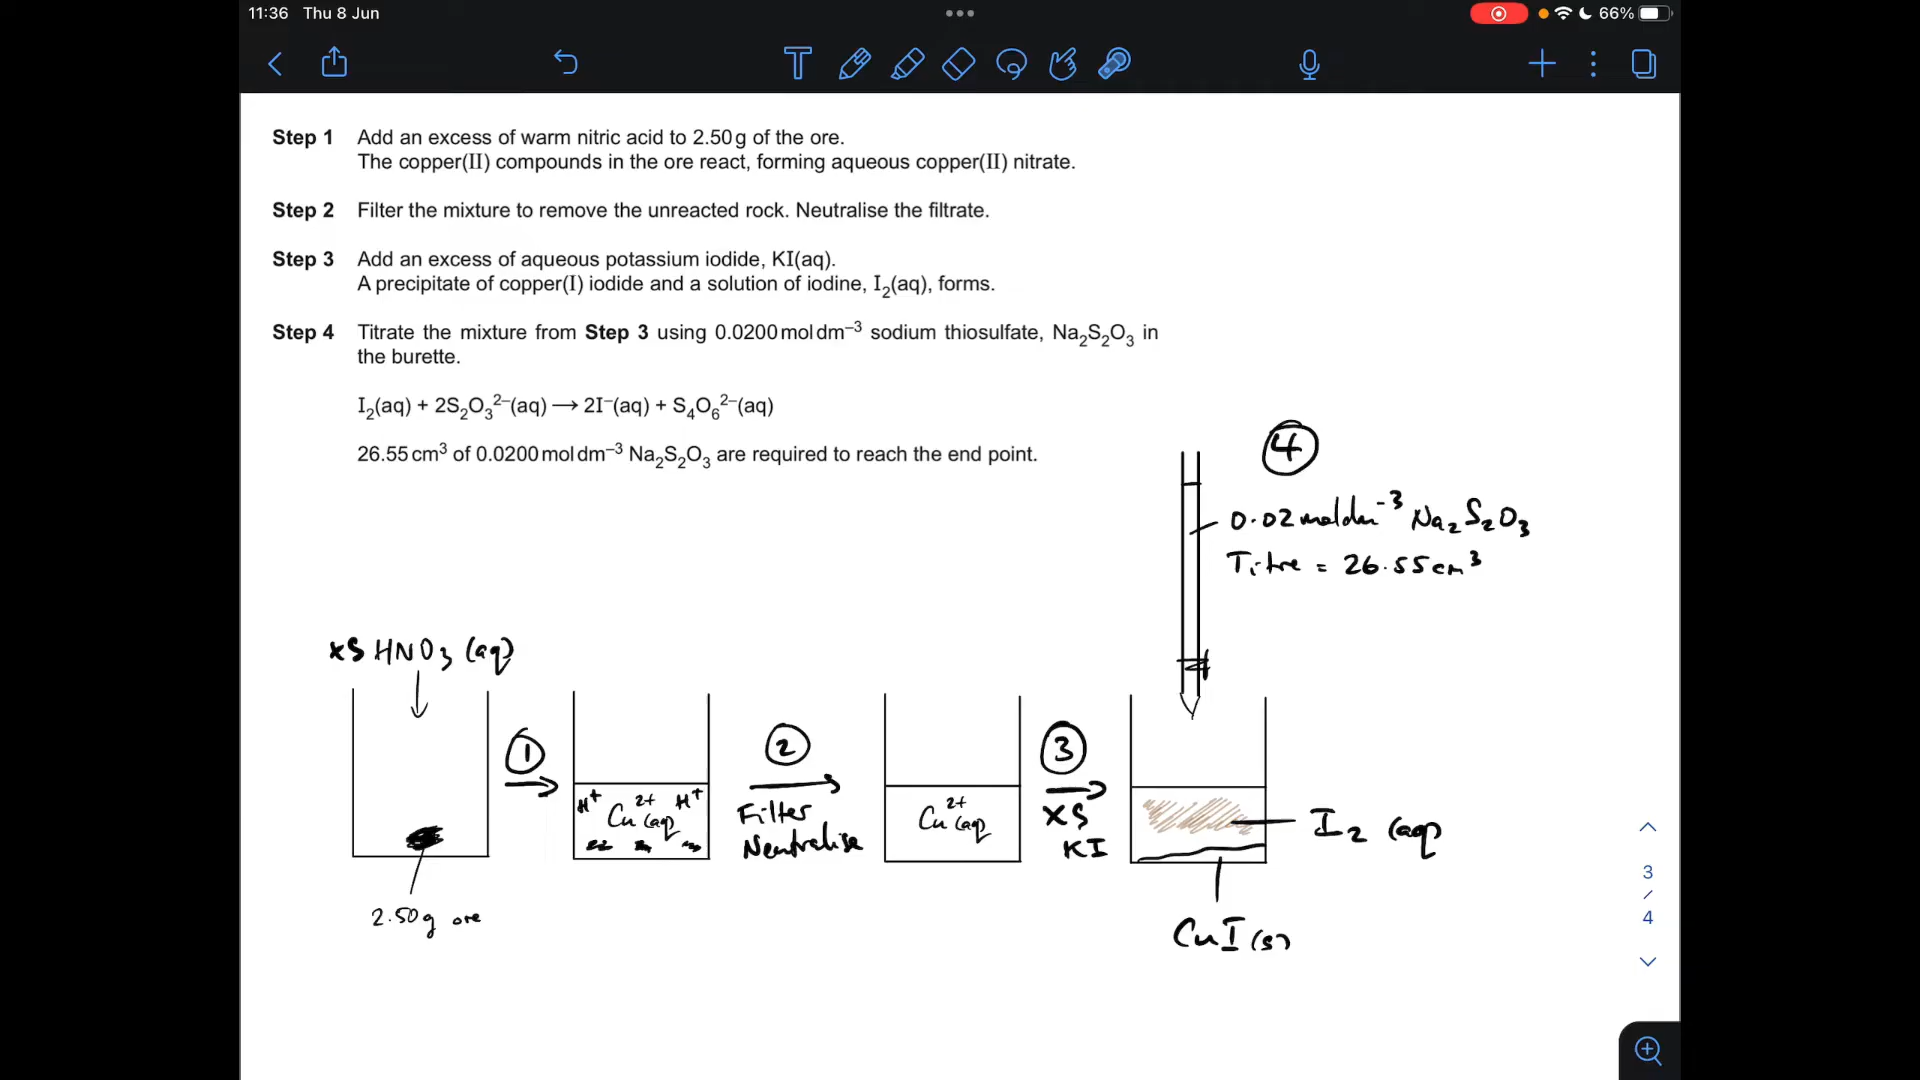 11:36 Thu 8 Jun
66%
Step 1 Add an excess of warm nitric acid to 2.50 g of the ore.
The copper(II) compounds in the ore react, forming aqueous copper(II) nitrate.
Step 2 Filter the mixture to remove the unreacted rock. Neutralise the filtrate.
Step 3 Add an excess of aqueous potassium iodide, KI(aq).
A precipitate of copper(I) iodide and a solution of iodine, I₂(aq), forms.
Step 4 Titrate the mixture from Step 3 using 0.0200 mol dm⁻³ sodium thiosulfate, Na₂S₂O₃ in
the burette.
I₂(aq) + 2S₂O₃²⁻(aq) → 2I⁻(aq) + S₄O₆²⁻(aq)
26.55 cm³ of 0.0200 mol dm⁻³ Na₂S₂O₃ are required to reach the end point.
4
0.02 mol dm⁻³ Na₂S₂O₃
Titre = 26.55 cm³
xs HNO₃ (aq)
1
H⁺ Cu²⁺(aq) H⁺
2
Filter
Neutralise
Cu²⁺(aq)
3
XS
KI
I₂ (aq)
CuI(s)
2.50g ore
3
/
4